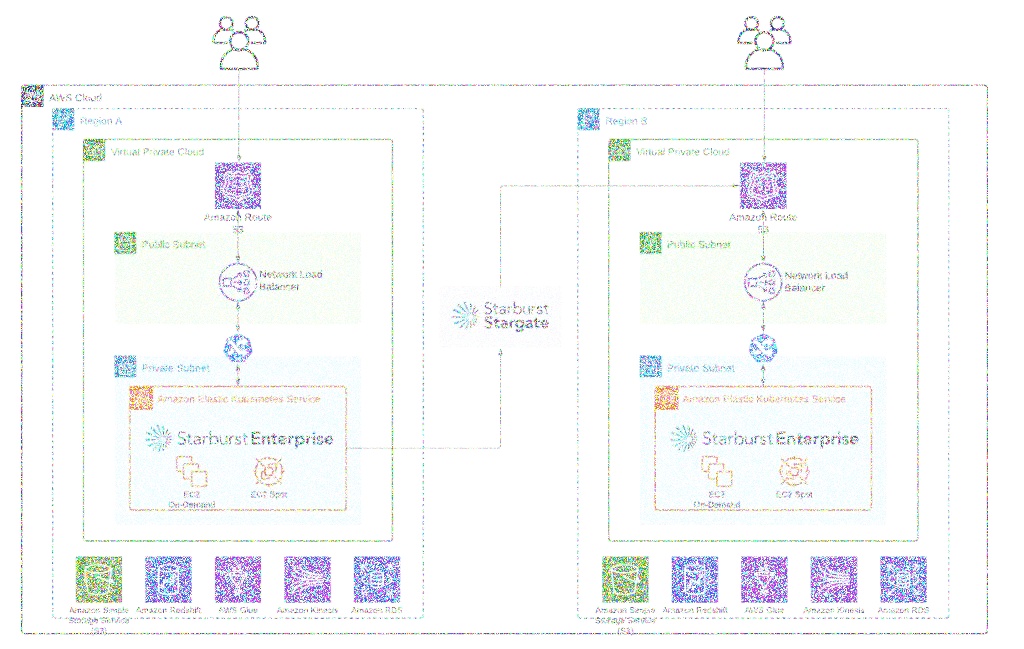 AWS Cloud
Region A
Virtual Private Cloud
Amazon Route
53
Public Subnet
Network Load
Balancer
Private Subnet
Amazon Elastic Kubernetes Service
Starburst Enterprise
EC2
On-Demand
EC2 Spot
Amazon Simple
Storage Service
(S3)
Amazon Redshift
AWS Glue
Amazon Kinesis
Amazon RDS
Starburst
Stargate
Region B
Virtual Private Cloud
Amazon Route
53
Public Subnet
Network Load
Balancer
Private Subnet
Amazon Elastic Kubernetes Service
Starburst Enterprise
EC2
On-Demand
EC2 Spot
Amazon Simple
Storage Service
(S3)
Amazon Redshift
AWS Glue
Amazon Kinesis
Amazon RDS